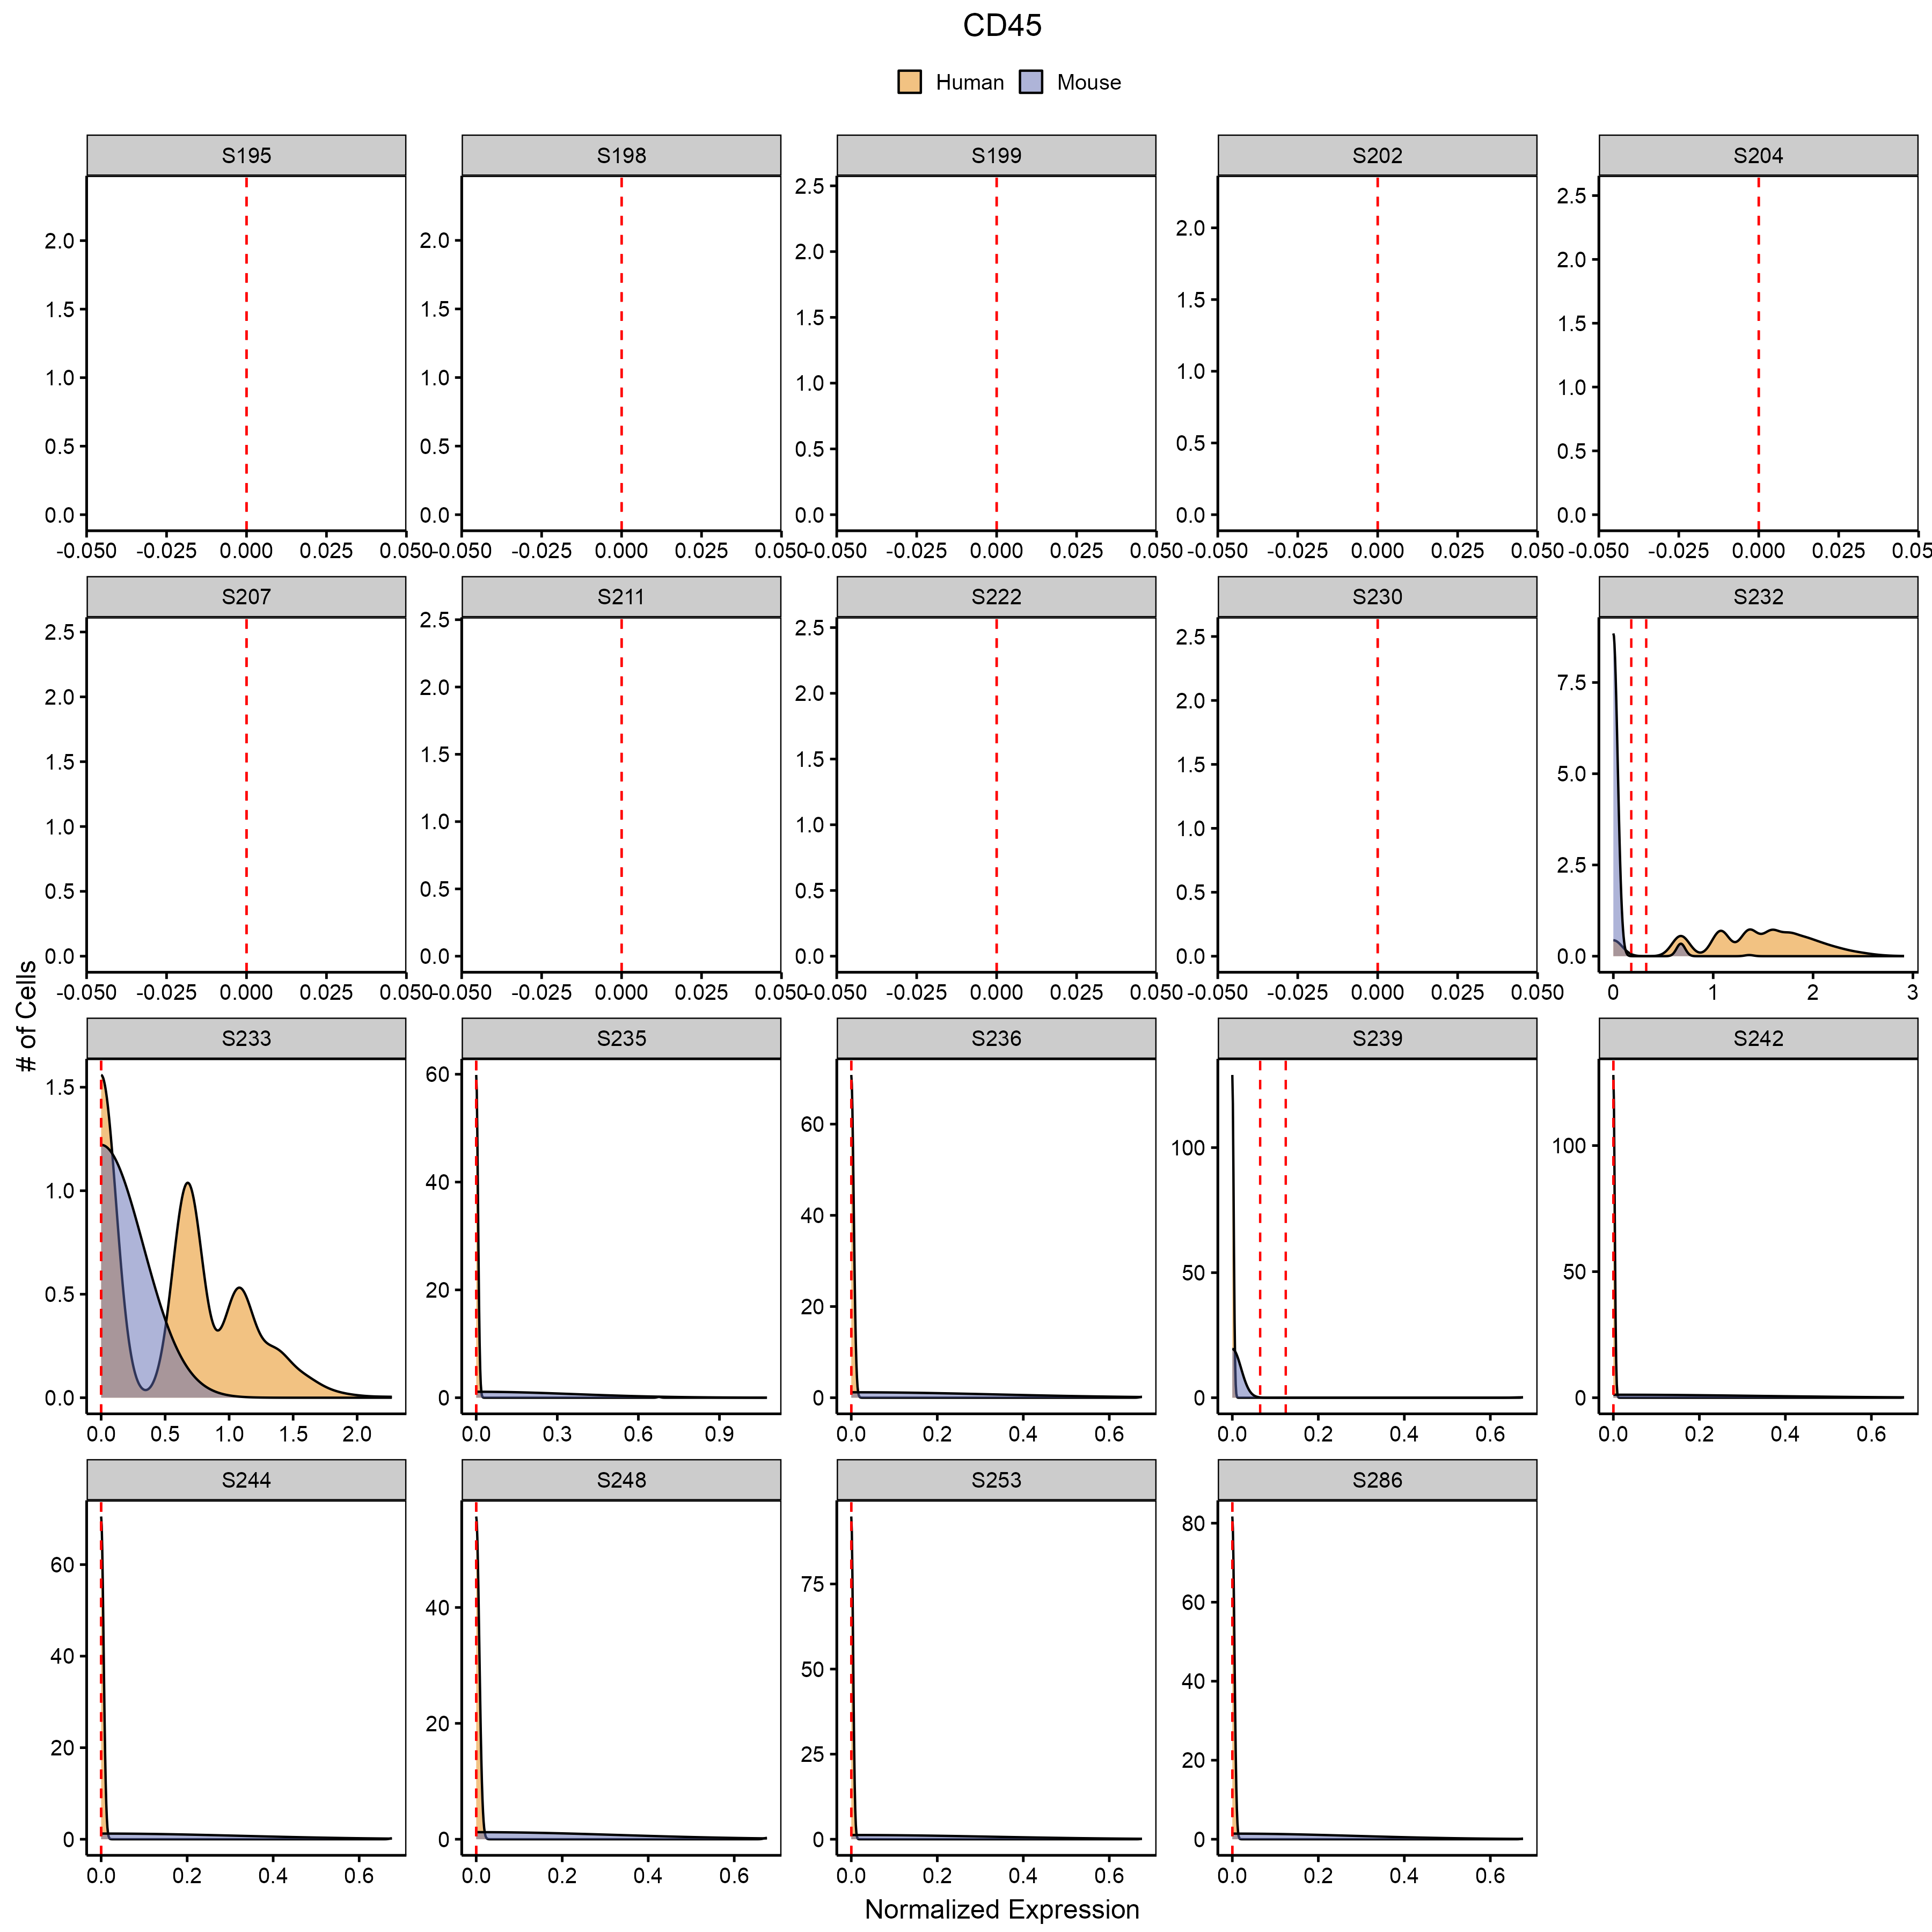 CD45
Human Mouse
S195 S198 S199 S202 S204
2.0 2.0 2.5 2.0 2.5
1.5 1.5 2.0 1.5 2.0
1.0 1.0 1.5 1.0 1.5
0.5 0.5 1.0 0.5 1.0
0.0 0.0 0.5 0.0 0.5
0.0 0.0
-0.050 -0.025 0.000 0.025 0.050 -0.050 -0.025 0.000 0.025 0.050 -0.050 -0.025 0.000 0.025 0.050 -0.050 -0.025 0.000 0.025 0.050 -0.050 -0.025 0.000 0.025 0.05
S207 S211 S222 S230 S232
2.5 2.5 2.5 2.5 7.5
2.0 2.0 2.0 2.0 5.0
1.5 1.5 1.5 1.5 2.5
1.0 1.0 1.0 1.0 0.0
0.5 0.5 0.5 0.5
0.0 0.0 0.0 0.0
-0.050 -0.025 0.000 0.025 0.050 -0.050 -0.025 0.000 0.025 0.050 -0.050 -0.025 0.000 0.025 0.050 -0.050 -0.025 0.000 0.025 0.050 0 1 2 3
# of Cells
S233 S235 S236 S239 S242
1.5 60 60 100 100
1.0 40 40 50 50
0.5 20 20 0 0
0.0 0 0
0.0 0.5 1.0 1.5 2.0 0.0 0.3 0.6 0.9 0.0 0.2 0.4 0.6 0.0 0.2 0.4 0.6 0.0 0.2 0.4 0.6
S244 S248 S253 S286
60 40 75 80
40 20 50 60
20 0 25 40
0 0 20
0
0.0 0.2 0.4 0.6 0.0 0.2 0.4 0.6 0.0 0.2 0.4 0.6 0.0 0.2 0.4 0.6
Normalized Expression